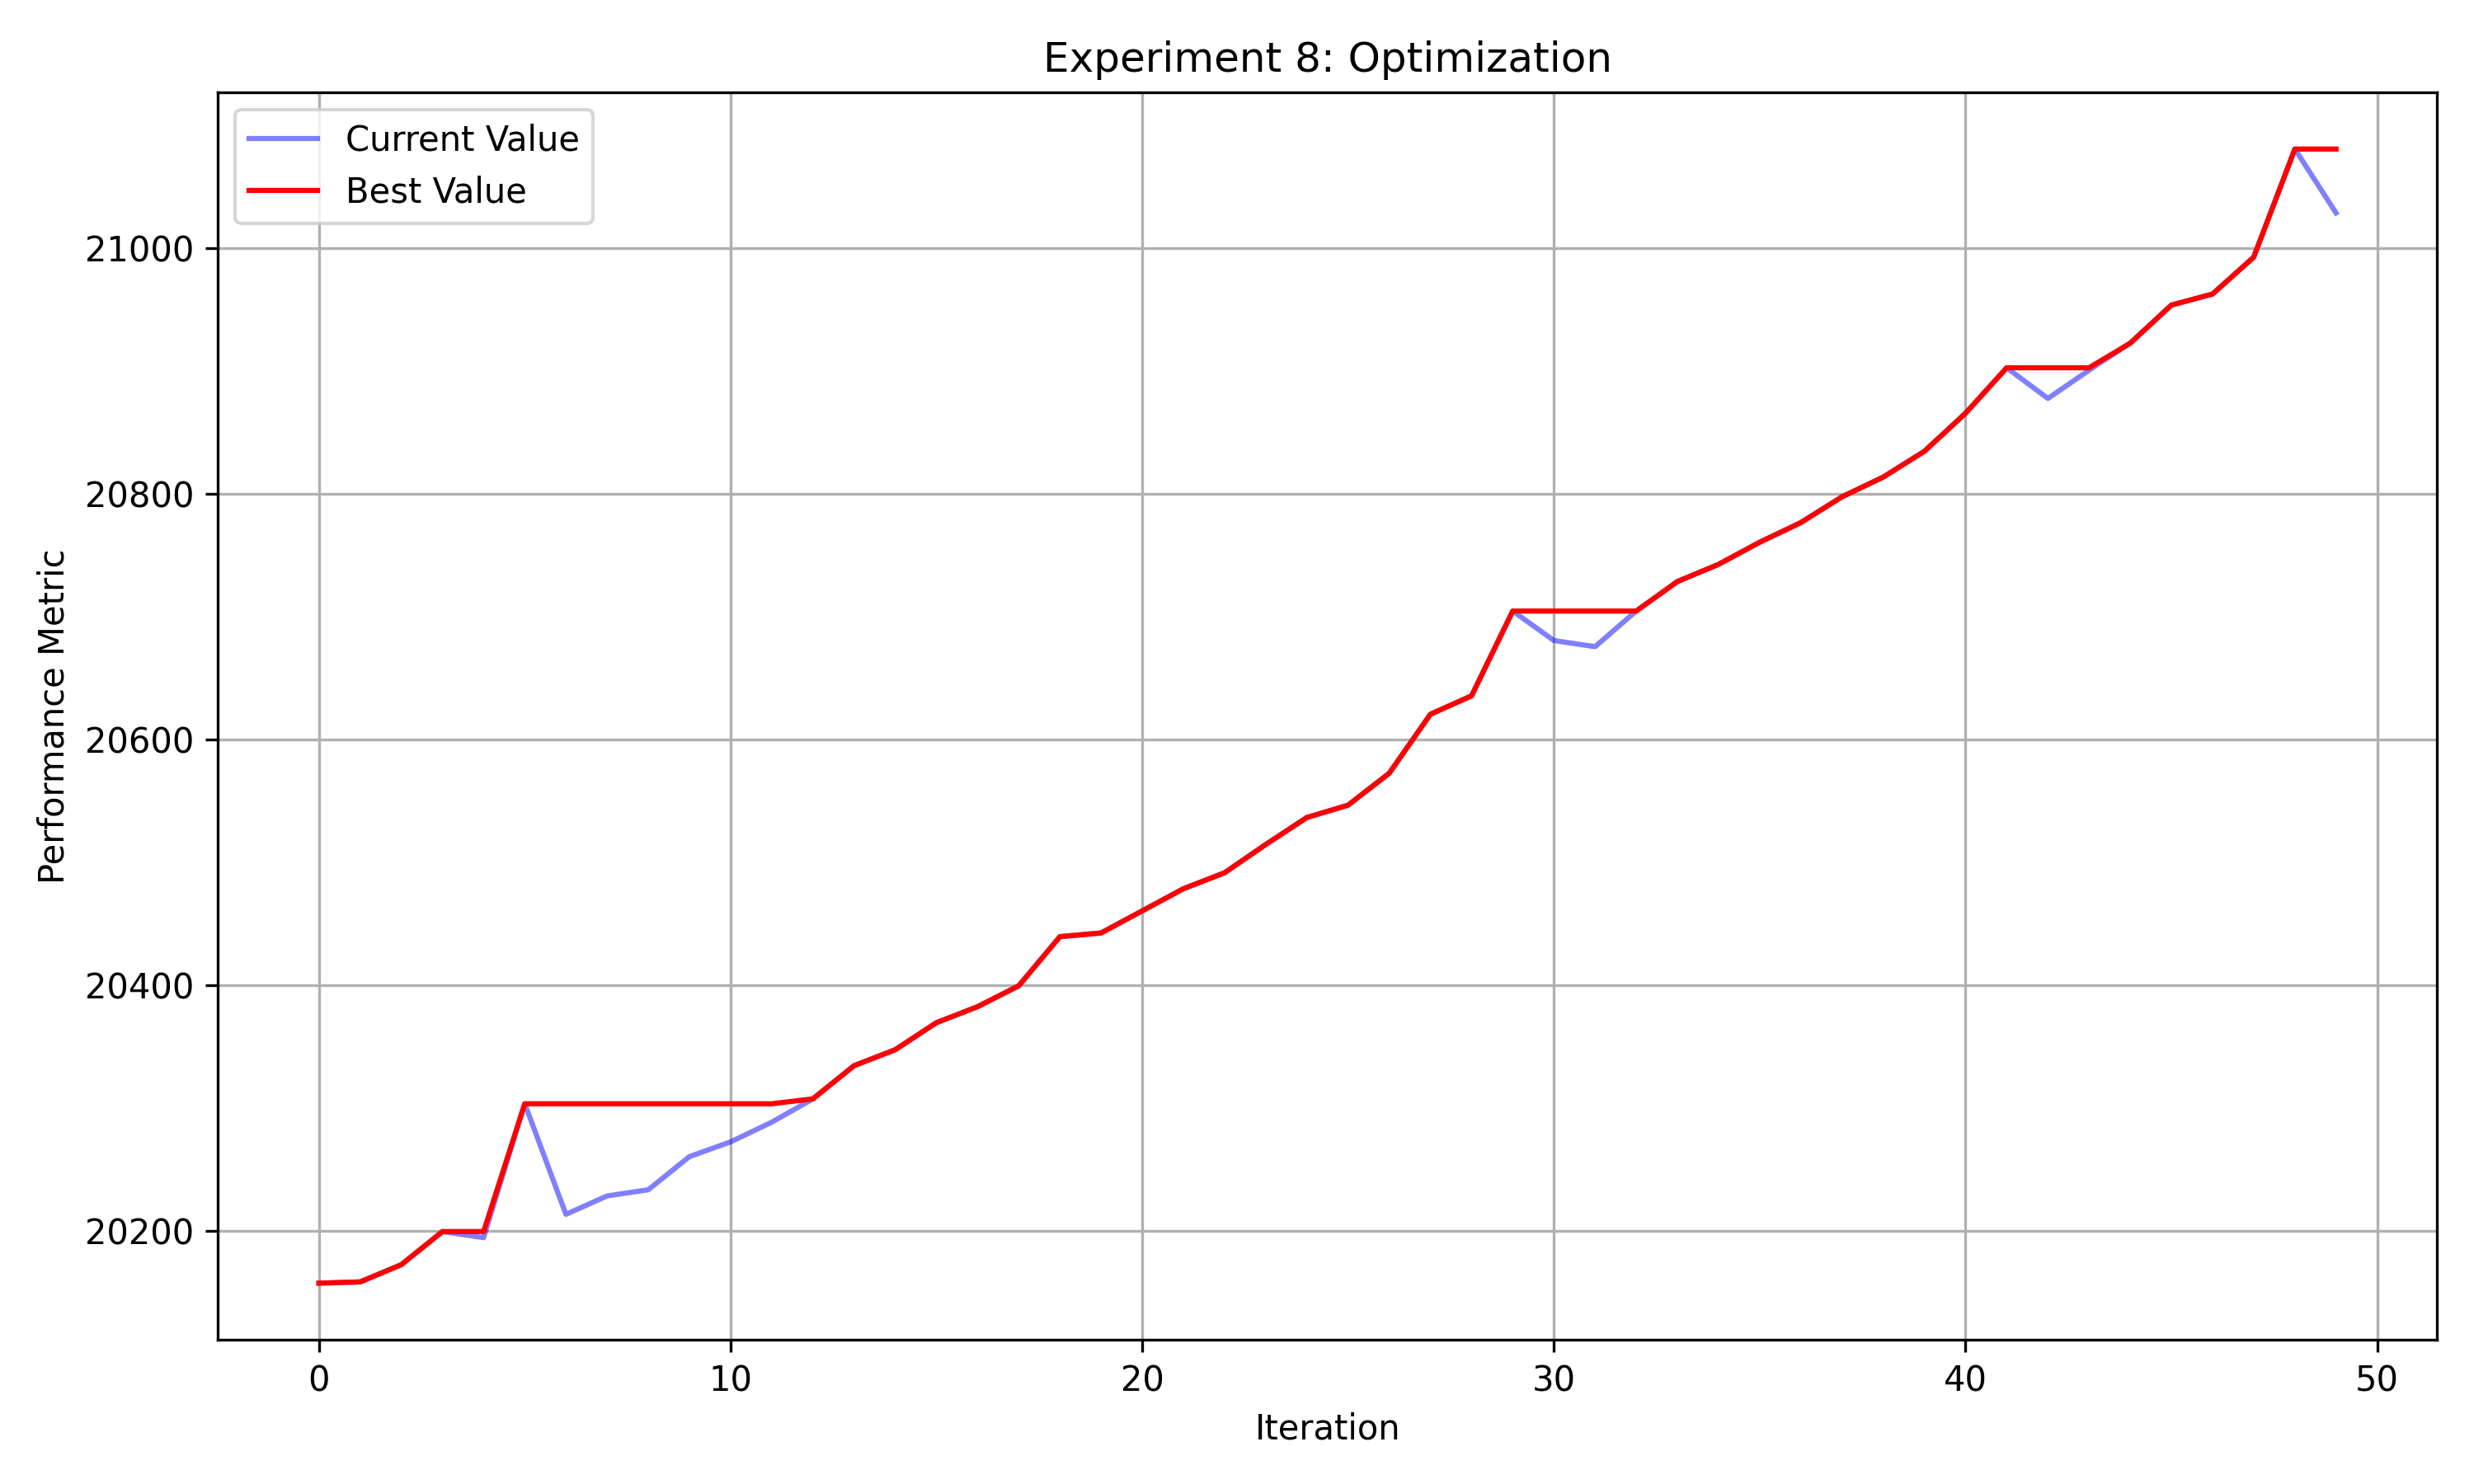 Experiment 8: Optimization
Current Value
Best Value
Performance Metric
21000
20800
20600
20400
20200
0 10 20 30 40 50
Iteration